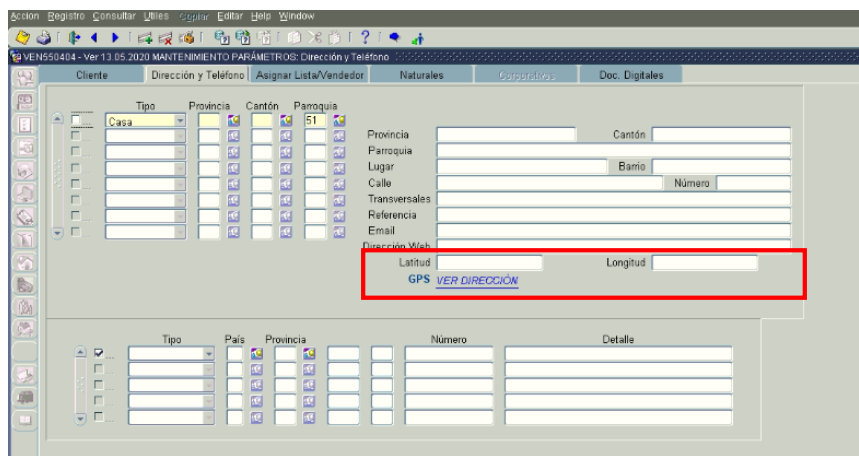 Accion Registro Consultar Utiles Copiar Editar Help Window
VEN550404 - Ver 13.05.2020 MANTENIMIENTO PARÁMETROS: Dirección y Teléfono
Cliente Dirección y Teléfono Asignar Lista/Vendedor Naturales Corporativos Doc. Digitales
Tipo Provincia Cantón Parroquia
Casa 51
Provincia Cantón
Parroquia
Lugar Barrio
Calle Número
Transversales
Referencia
Email
Dirección Web
Latitud Longitud
GPS VER DIRECCIÓN
Tipo País Provincia Número Detalle